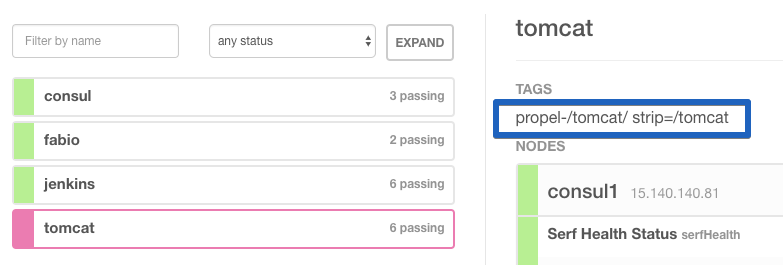 Filter by name
any status
EXPAND
consul
3 passing
fabio
2 passing
jenkins
6 passing
tomcat
6 passing
tomcat
TAGS
propel-/tomcat/ strip=/tomcat
NODES
consul1 15.140.140.81
Serf Health Status serfHealth